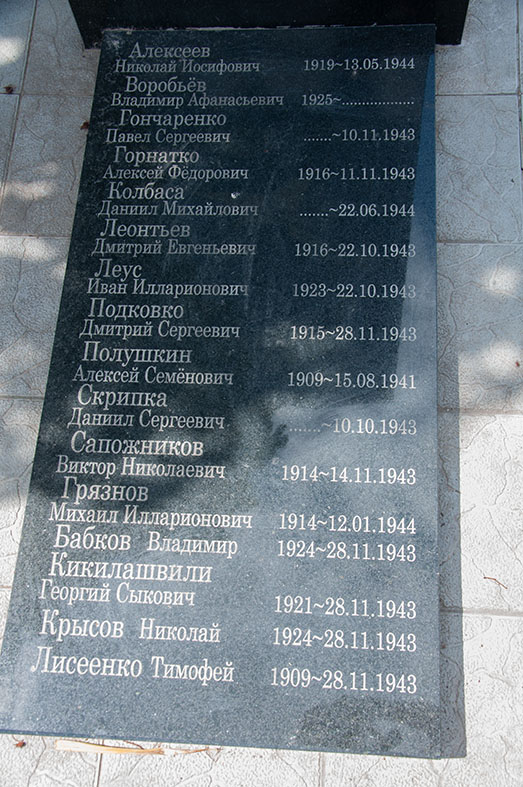 Алексеев
Николай Иосифович 1919~13.05.1944
Воробьёв
Владимир Афанасьевич 1925~..................
Гончаренко
Павел Сергеевич .......~10.11.1943
Горнатко
Алексей Фёдорович 1916~11.11.1943
Колбаса
Даниил Михайлович .......~22.06.1944
Леонтьев
Дмитрий Евгеньевич 1916~22.10.1943
Леус
Иван Илларионович 1923~22.10.1943
Подковко
Дмитрий Сергеевич 1915~28.11.1943
Полушкин
Алексей Семёнович 1909~15.08.1941
Скрипка
Даниил Сергеевич ........~10.10.1943
Сапожников
Виктор Николаевич 1914~14.11.1943
Грязнов
Михаил Илларионович 1914~12.01.1944
Бабков Владимир 1924~28.11.1943
Кикилашвили
Георгий Сыкович 1921~28.11.1943
Крысов Николай 1924~28.11.1943
Лисеенко Тимофей 1909~28.11.1943